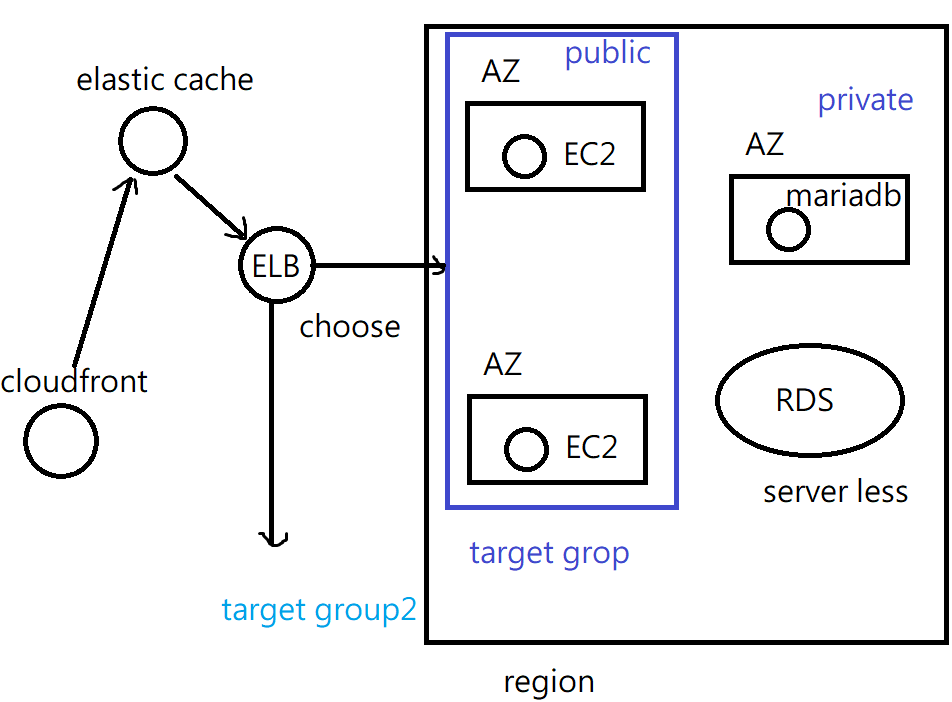 elastic cache
public
AZ
EC2
private
AZ
mariadb
ELB
choose
cloudfront
AZ
EC2
RDS
server less
target grop
target group2
region